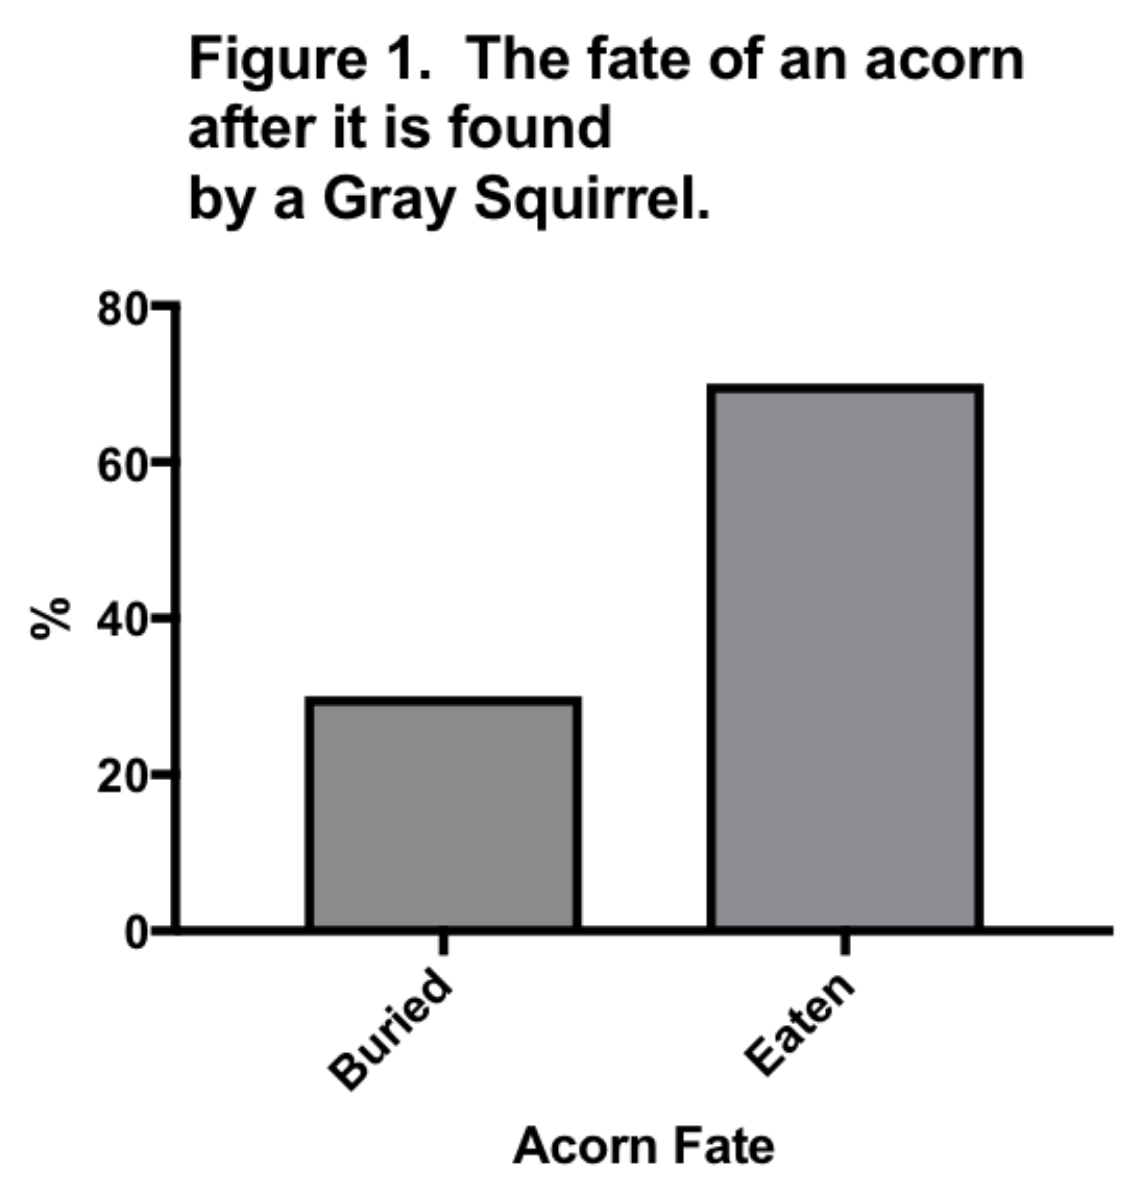 Figure 1.  The fate of an acorn
after it is found
by a Gray Squirrel.
80
60
40
20
0
%
Buried
Eaten
Acorn Fate